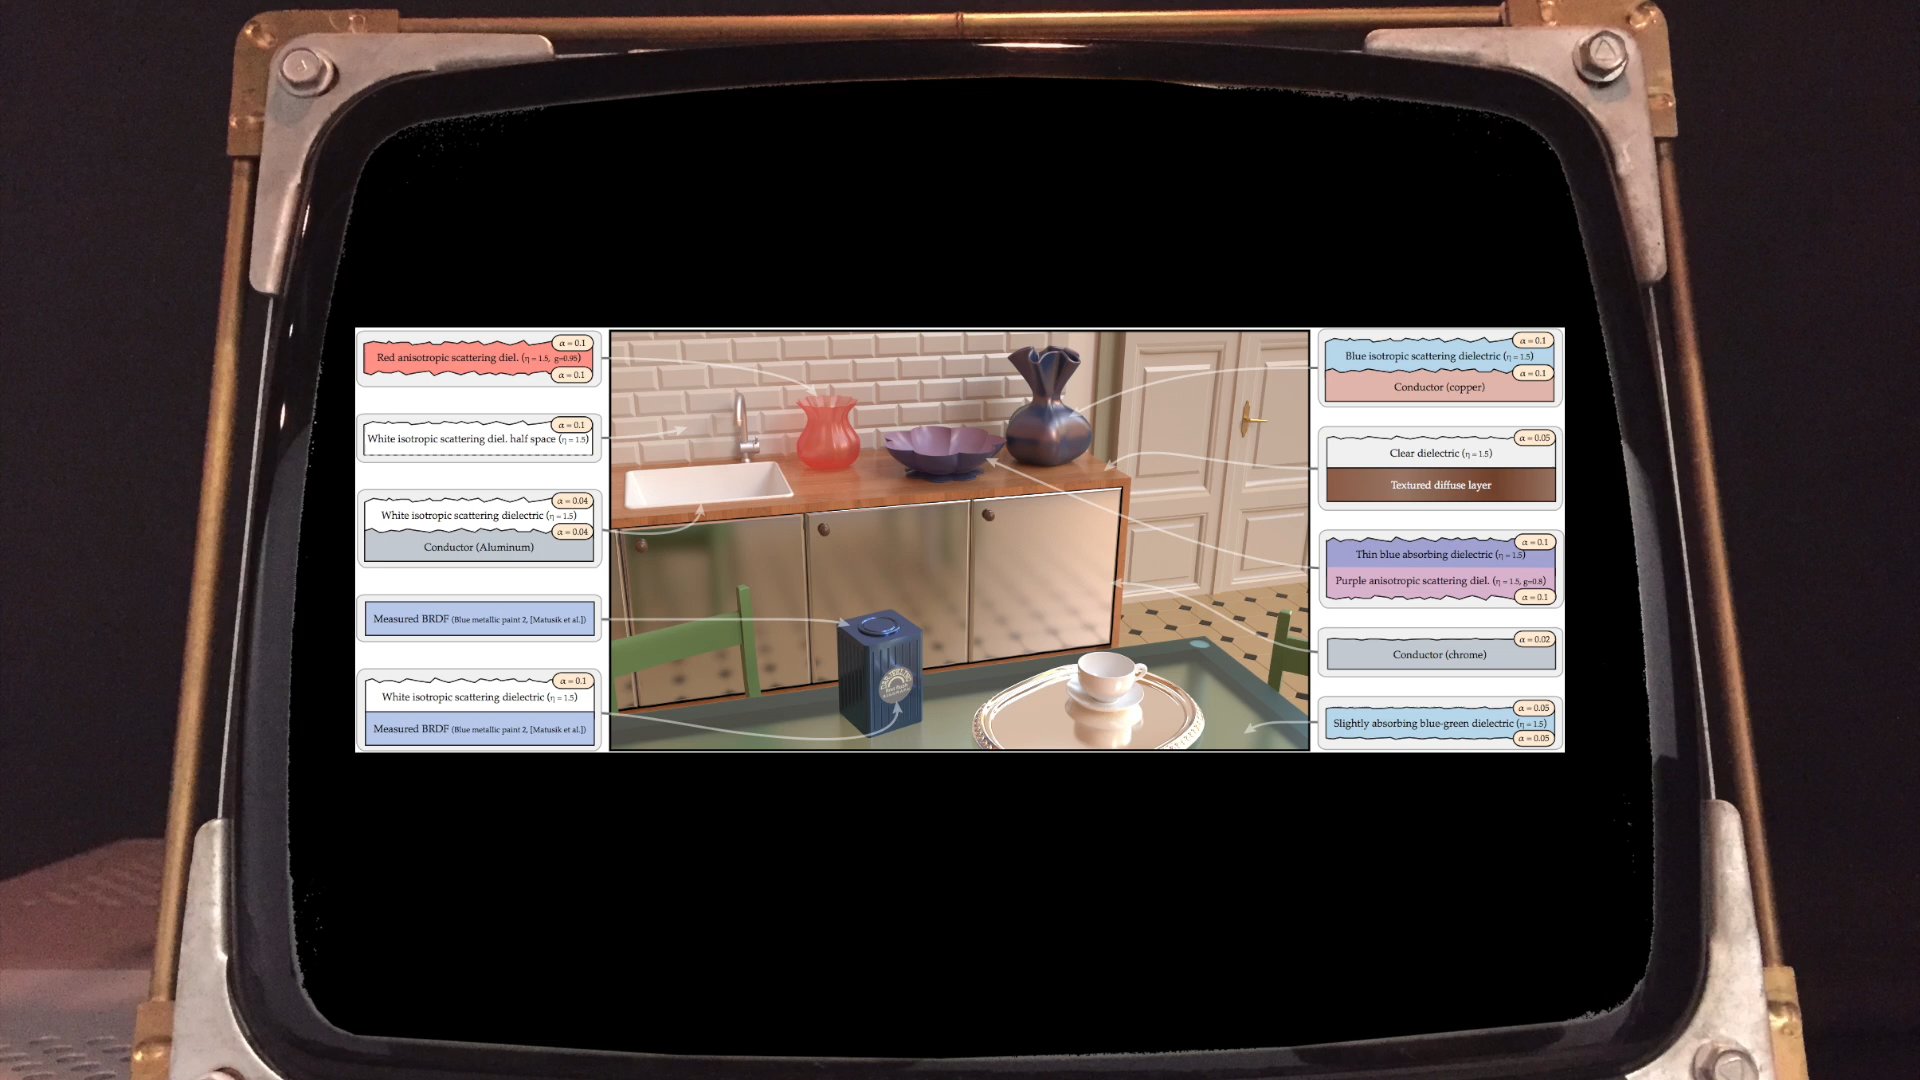 α = 0.1
Red anisotropic scattering diel. (η = 1.5, g=0.95)
α = 0.1
α = 0.1
White isotropic scattering diel. half space (η = 1.5)
α = 0.04
White isotropic scattering dielectric (η = 1.5)
α = 0.04
Conductor (Aluminum)
Measured BRDF (Blue metallic paint 2, [Matusik et al.])
α = 0.1
White isotropic scattering dielectric (η = 1.5)
Measured BRDF (Blue metallic paint 2, [Matusik et al.])
α = 0.1
Blue isotropic scattering dielectric (η = 1.5)
α = 0.1
Conductor (copper)
α = 0.05
Clear dielectric (η = 1.5)
Textured diffuse layer
α = 0.1
Thin blue absorbing dielectric (η = 1.5)
Purple anisotropic scattering diel. (η = 1.5, g=0.8)
α = 0.1
α = 0.02
Conductor (chrome)
α = 0.05
Slightly absorbing blue-green dielectric (η = 1.5)
α = 0.05